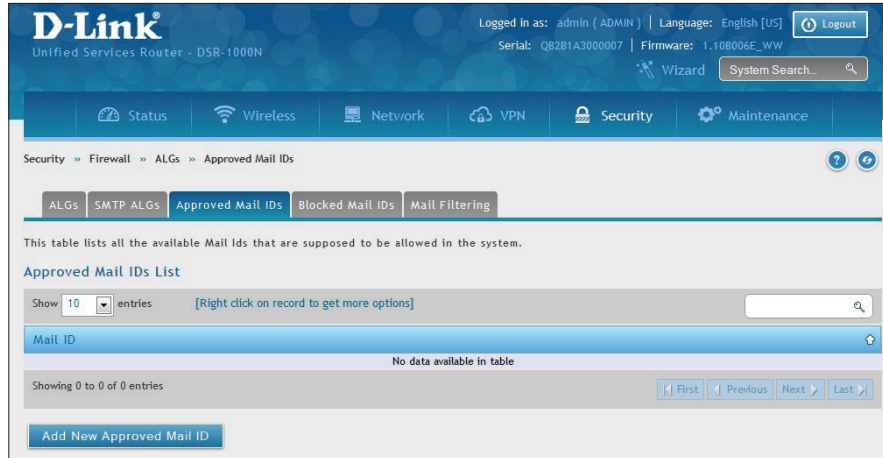 D-Link®
Logged in as: admin ( ADMIN ) | Language: English [US] Logout
Unified Services Router - DSR-1000N
Serial: QB2B1A3000007 | Firmware: 1.10B006E_WW
Wizard System Search...
Status Wireless Network VPN Security Maintenance
Security » Firewall » ALGs » Approved Mail IDs ?
ALGs SMTP ALGs Approved Mail IDs Blocked Mail IDs Mail Filtering
This table lists all the available Mail Ids that are supposed to be allowed in the system.
Approved Mail IDs List
Show 10 entries [Right click on record to get more options]
Mail ID
No data available in table
Showing 0 to 0 of 0 entries First Previous Next Last
Add New Approved Mail ID